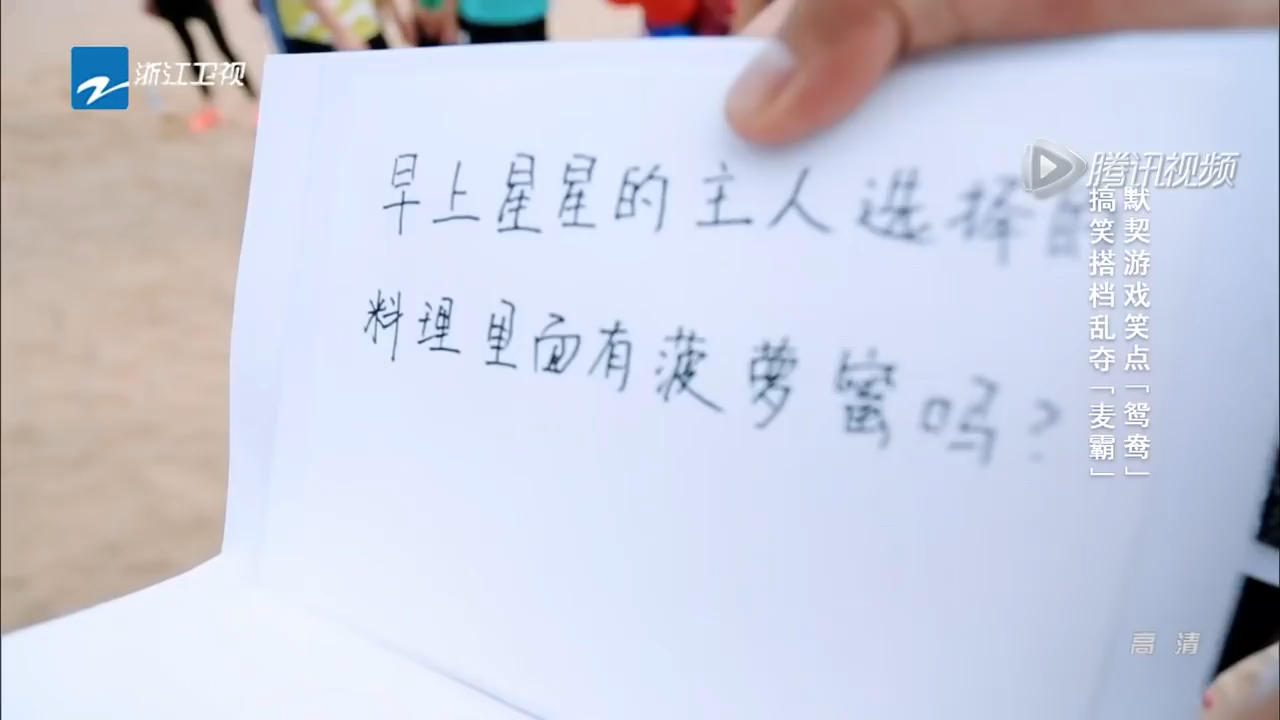 浙江卫视
腾讯视频
早上星星的主人选择的
料理里面有菠萝蜜吗?
默契游戏笑点「鸳鸯」
搞笑搭档乱夺「麦霸」
高清